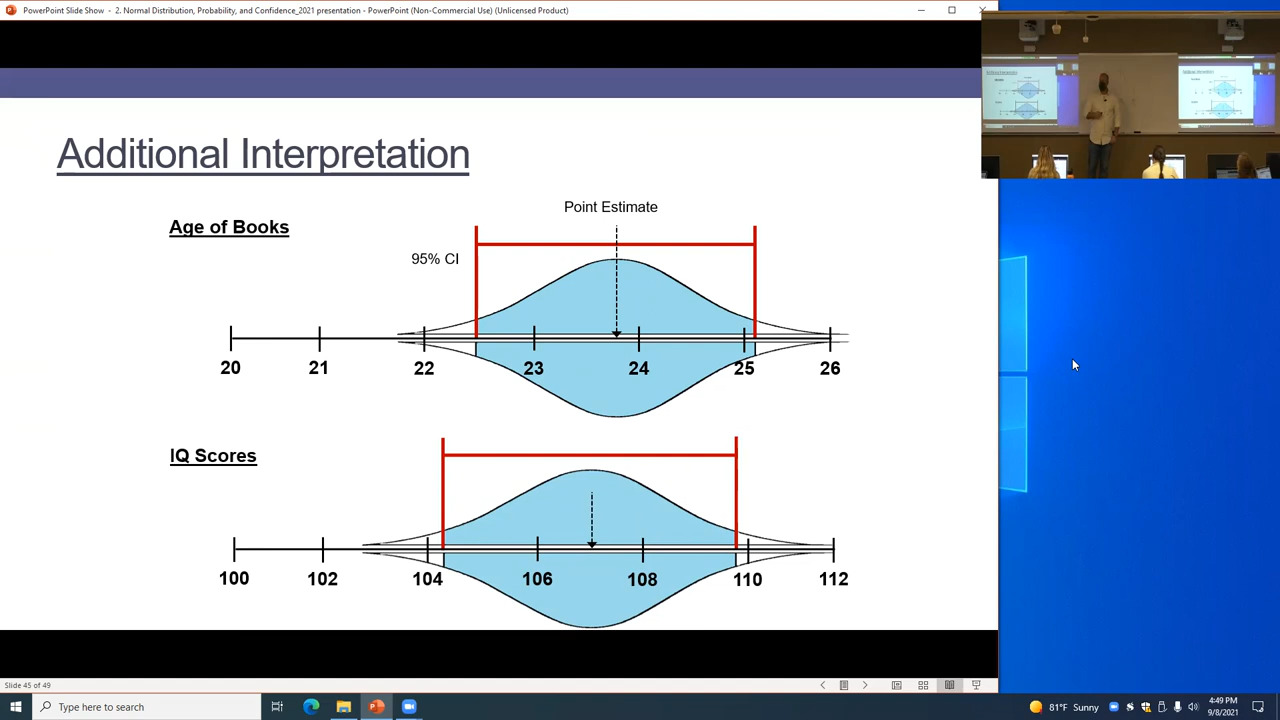 PowerPoint Slide Show - 2. Normal Distribution, Probability, and Confidence_2021 presentation - PowerPoint (Non-Commercial Use) (Unlicensed Product)
Additional Interpretation
Point Estimate
Age of Books
95% CI
20 21 22 23 24 25 26
IQ Scores
100 102 104 106 108 110 112
Slide 45 of 49
Type here to search
81°F Sunny
4:49 PM
9/8/2021